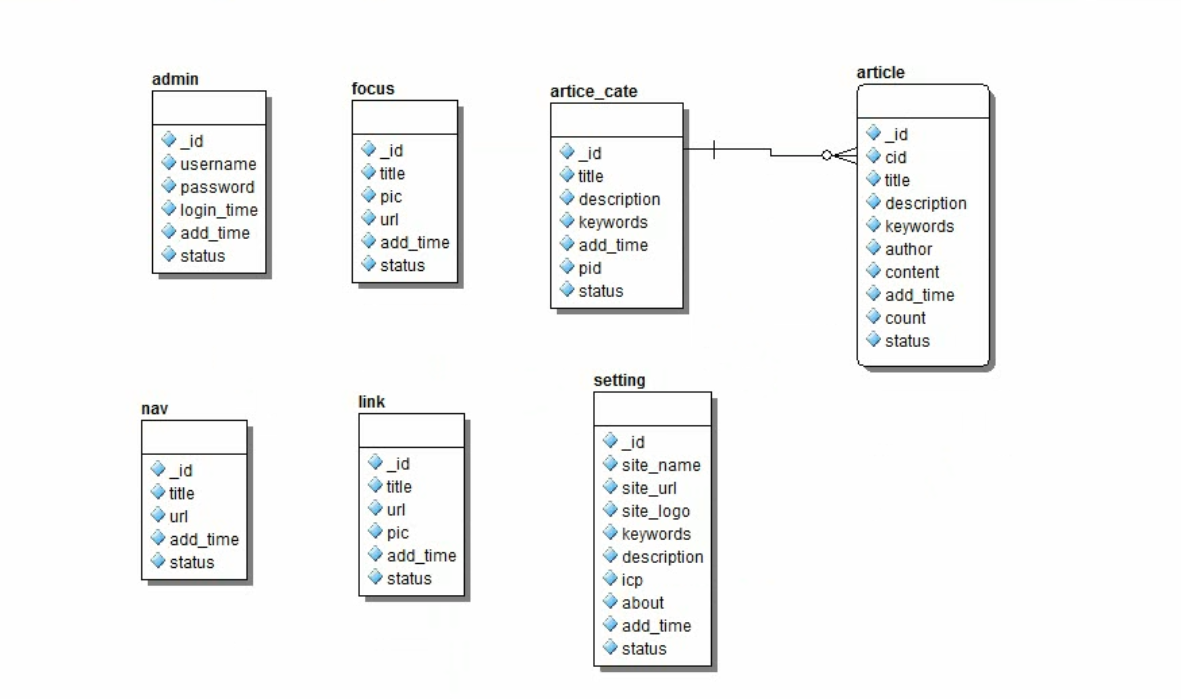 admin
_id
username
password
login_time
add_time
status
focus
_id
title
pic
url
add_time
status
artice_cate
_id
title
description
keywords
add_time
pid
status
article
_id
cid
title
description
keywords
author
content
add_time
count
status
nav
_id
title
url
add_time
status
link
_id
title
url
pic
add_time
status
setting
_id
site_name
site_url
site_logo
keywords
description
icp
about
add_time
status